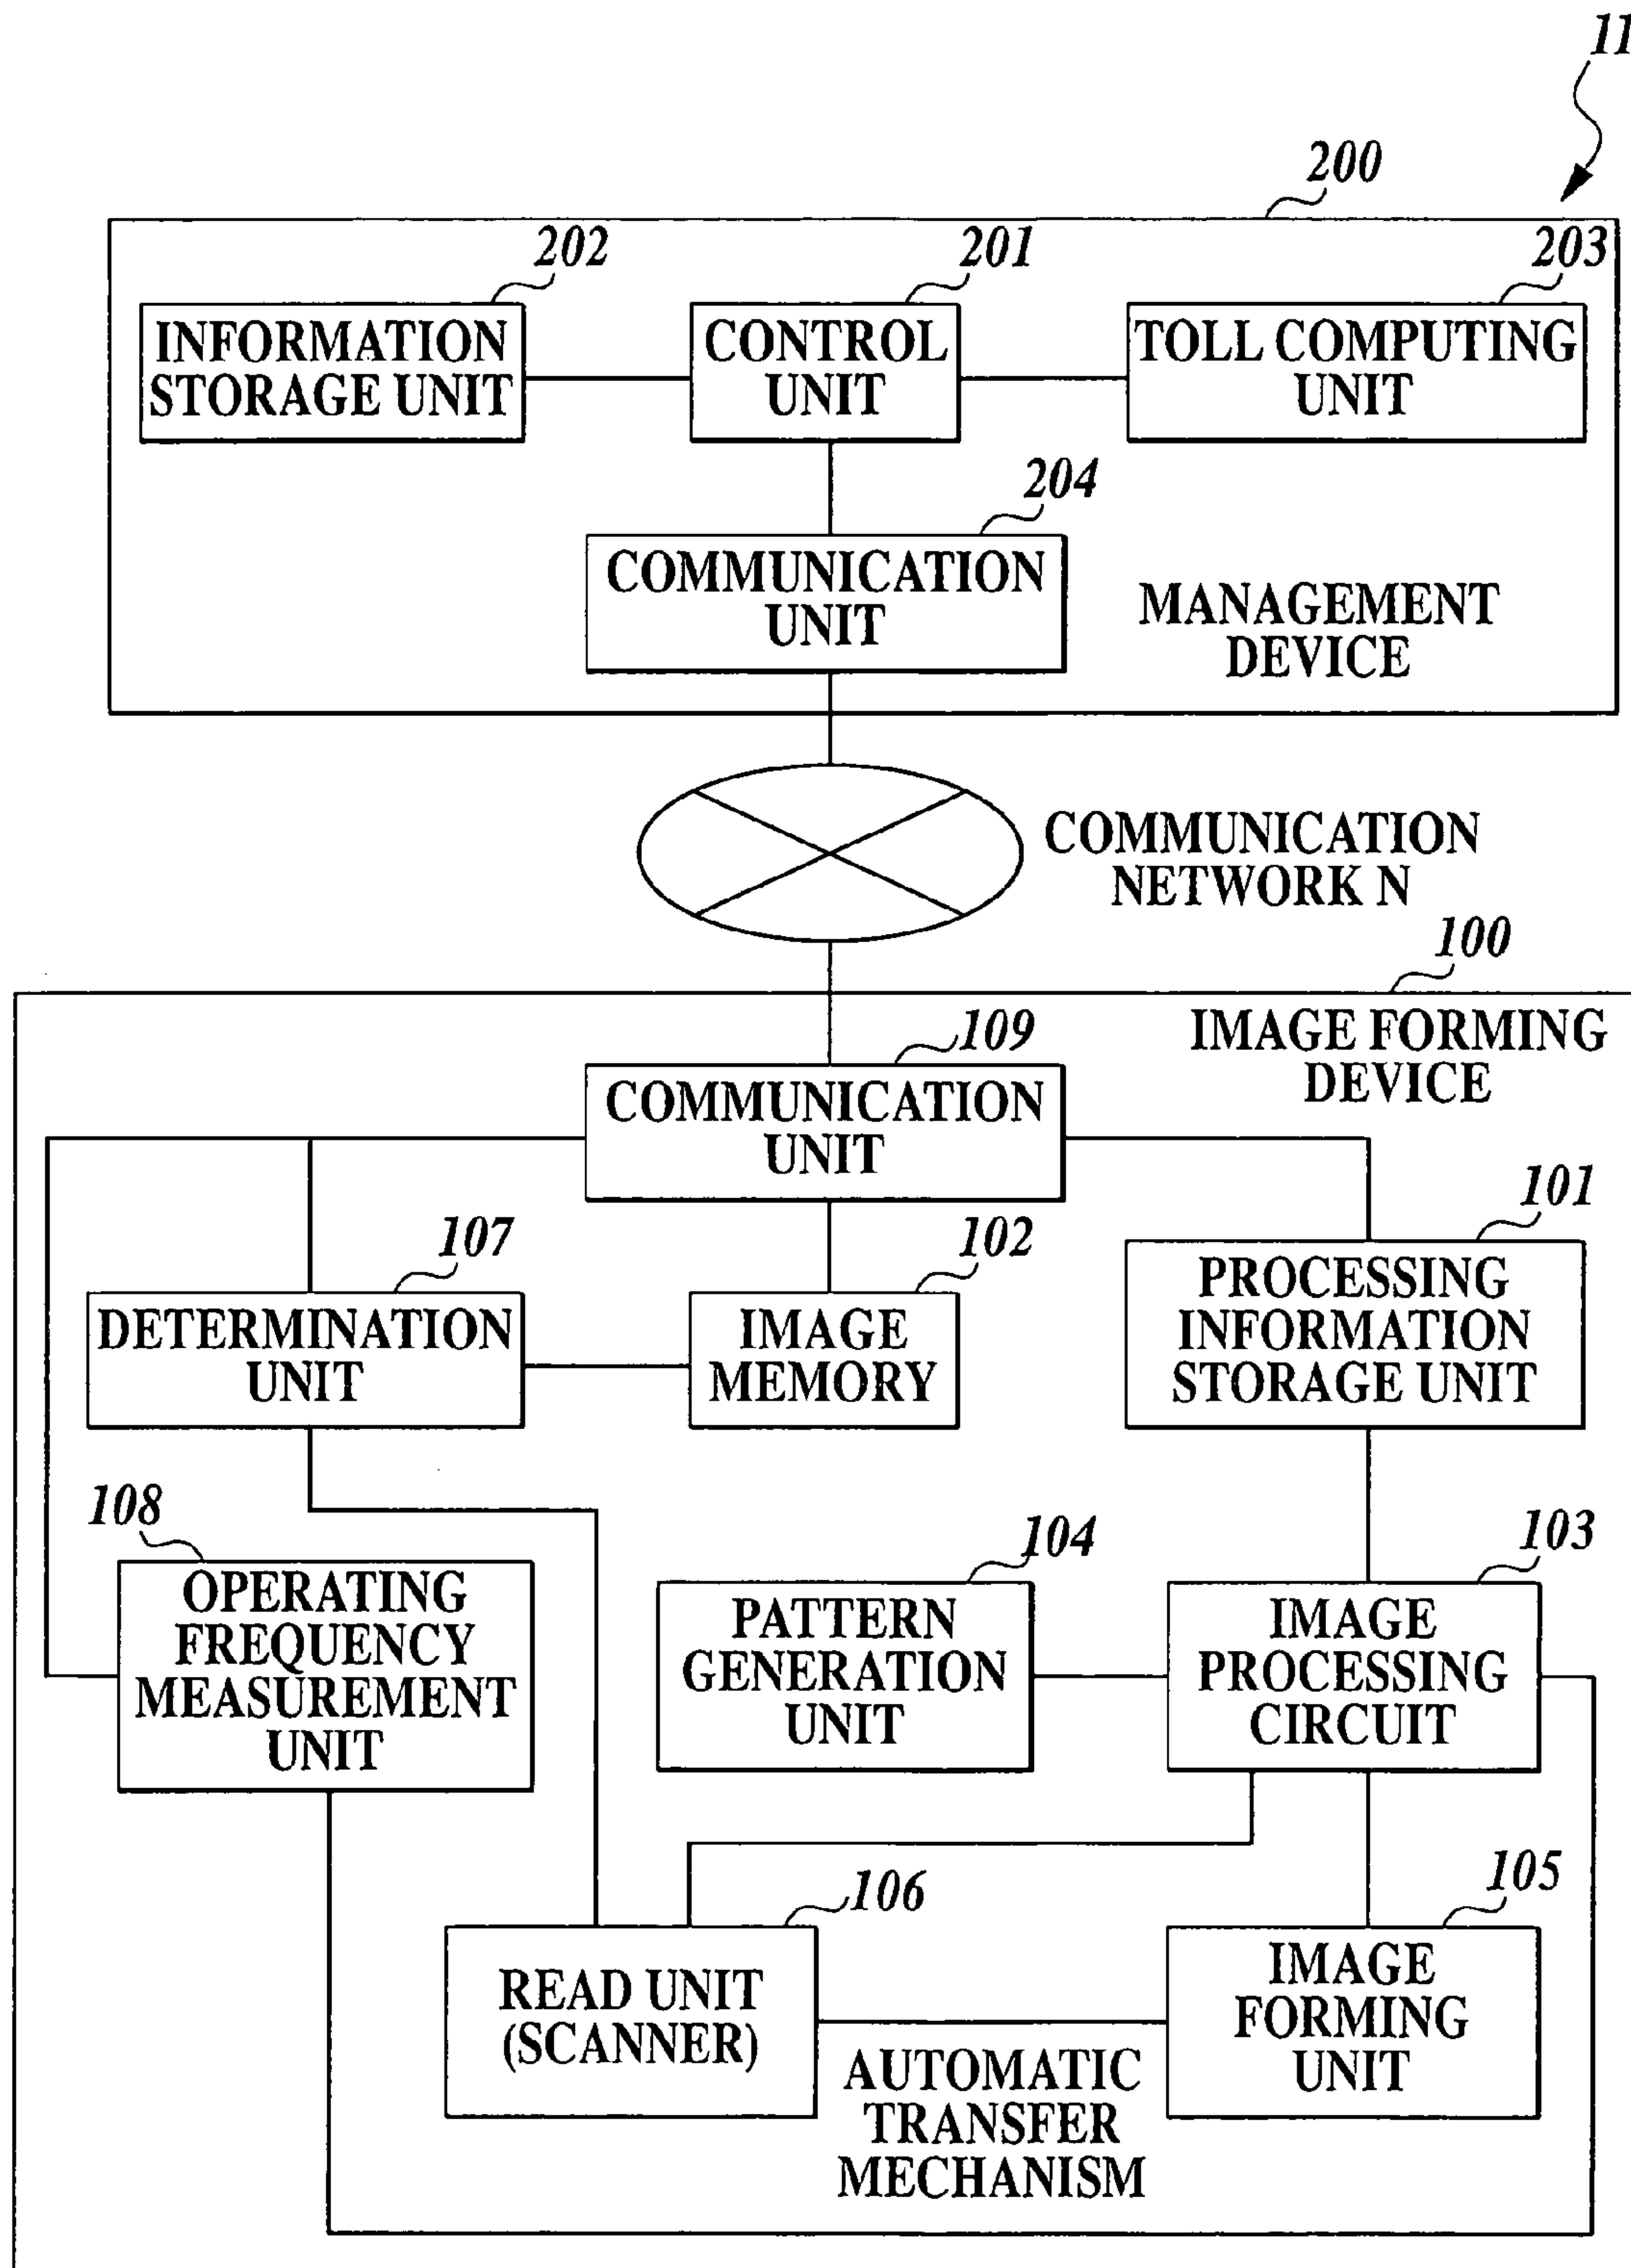 11
200
202
201
203
INFORMATION
STORAGE UNIT
CONTROL
UNIT
TOLL COMPUTING
UNIT
204
COMMUNICATION
UNIT
MANAGEMENT
DEVICE
COMMUNICATION
NETWORK N
100
IMAGE FORMING
DEVICE
109
COMMUNICATION
UNIT
101
107
102
PROCESSING
INFORMATION
STORAGE UNIT
DETERMINATION
UNIT
IMAGE
MEMORY
108
104
103
OPERATING
FREQUENCY
MEASUREMENT
UNIT
PATTERN
GENERATION
UNIT
IMAGE
PROCESSING
CIRCUIT
106
105
READ UNIT
(SCANNER)
IMAGE
FORMING
UNIT
AUTOMATIC
TRANSFER
MECHANISM